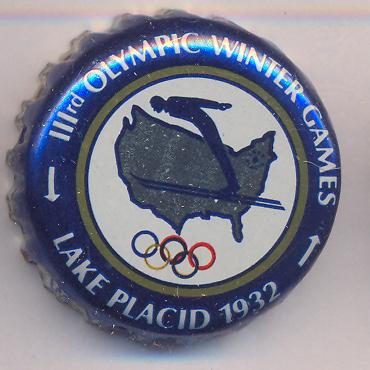 IIIrd OLYMPIC WINTER GAMES
LAKE PLACID 1932